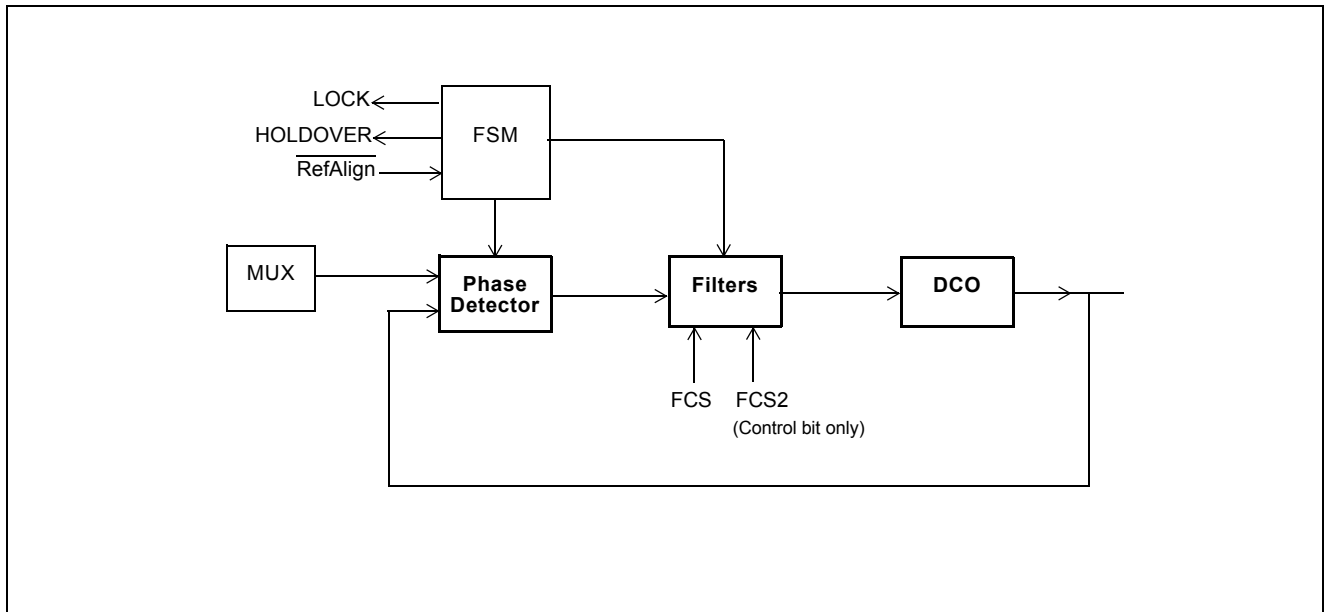 LOCK
HOLDOVER
FSM
RefAlign
MUX
Phase
Detector
Filters
DCO
FCS
FCS2
(Control bit only)